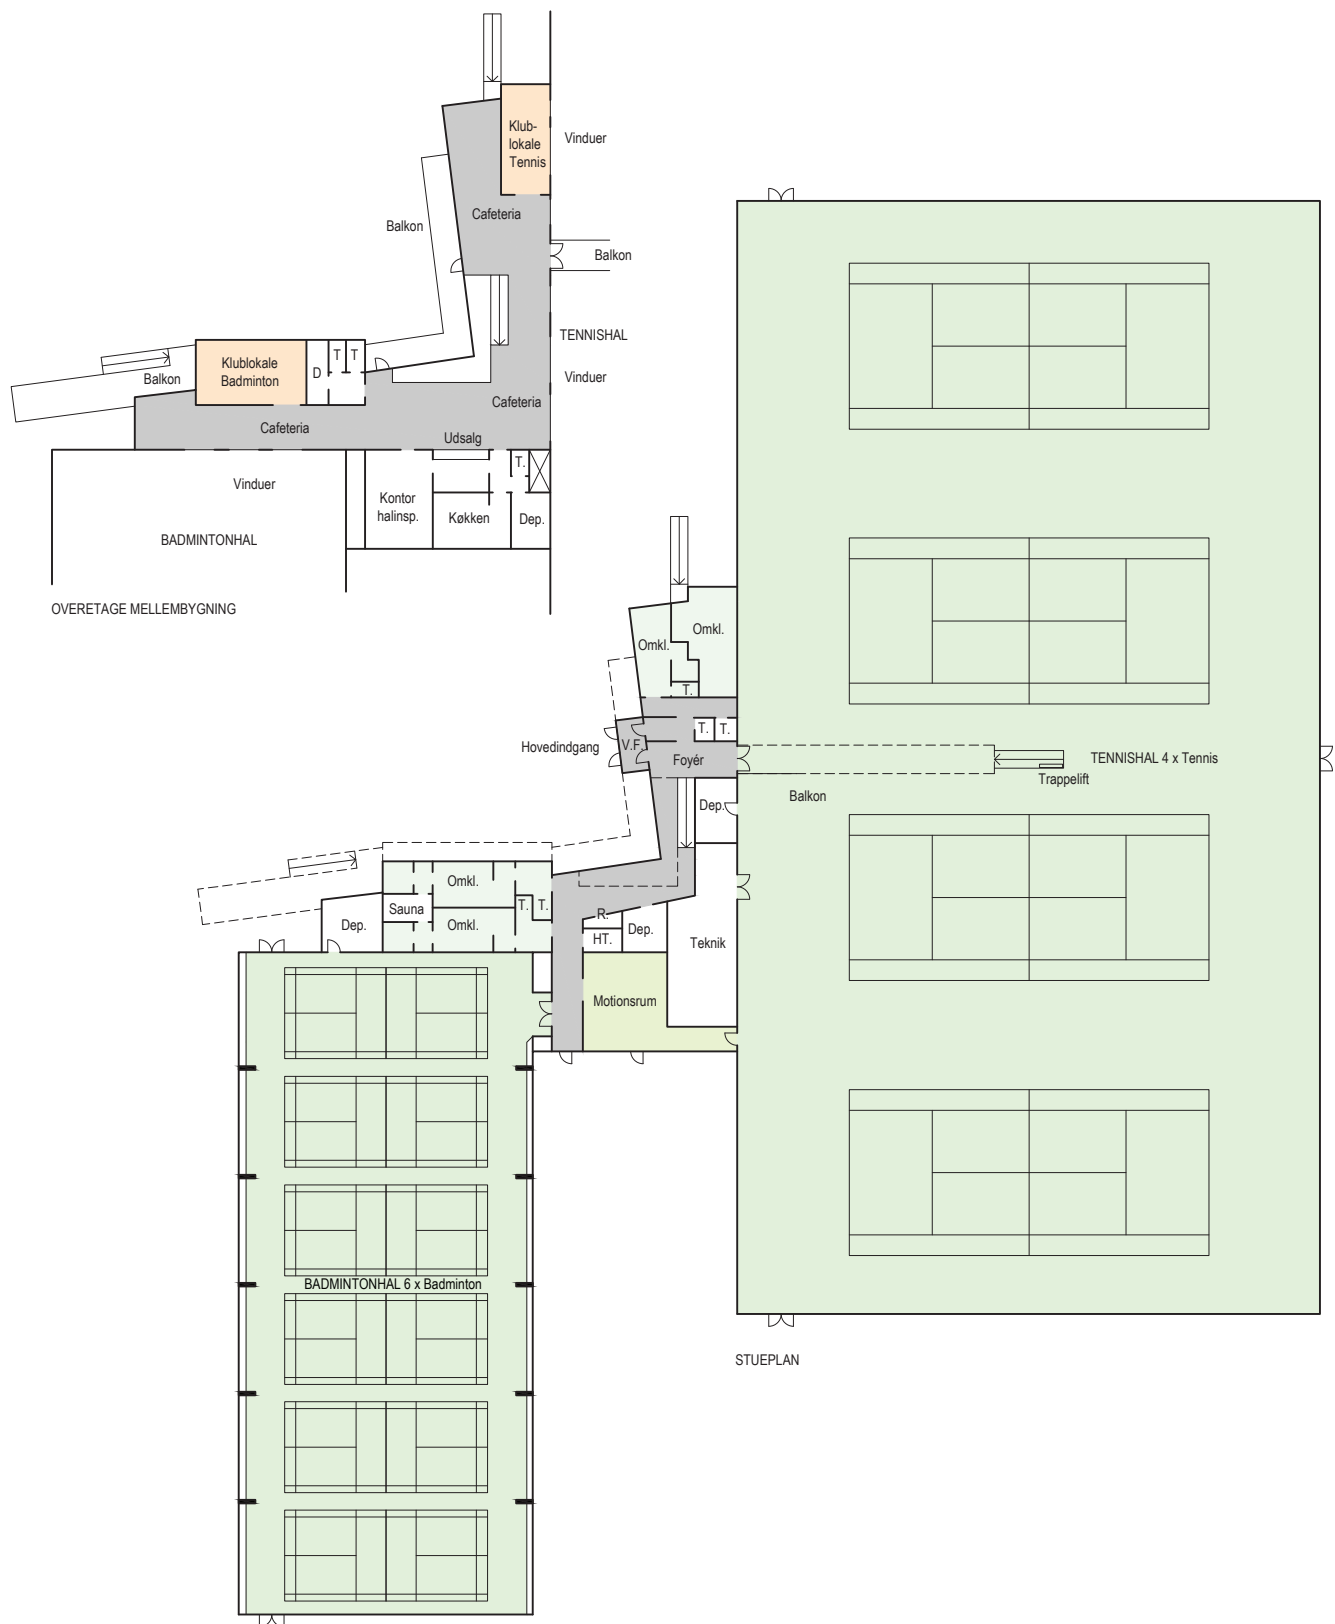 Klub-
lokale
Tennis
Vinduer
Cafeteria
Balkon
Balkon
TENNISHAL
Klublokale
Badminton
D
T
T
Balkon
Vinduer
Cafeteria
Cafeteria
Udsalg
Vinduer
Kontor
halinsp.
Køkken
T.
Dep.
BADMINTONHAL
OVERETAGE MELLEMBYGNING
Omkl.
Omkl.
T.
Hovedindgang
V.F.
T.
T.
Foyér
TENNISHAL 4 x Tennis
Trappelift
Balkon
Dep.
Omkl.
Sauna
T.
T.
Dep.
Omkl.
R.
HT.
Dep.
Teknik
Motionsrum
BADMINTONHAL 6 x Badminton
STUEPLAN